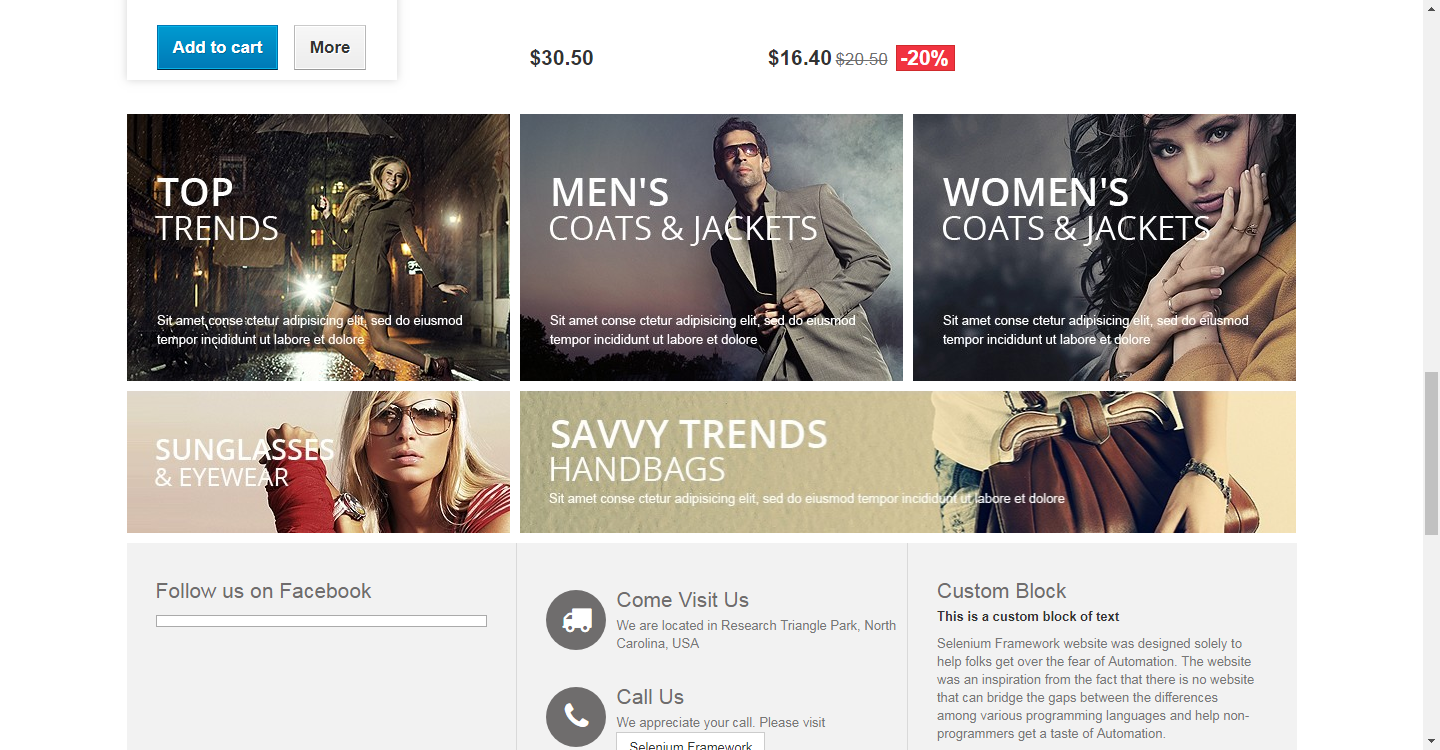 Add to cart
More
$30.50
$16.40 $20.50 -20%
TOP
TRENDS
Sit amet conse ctetur adipisicing elit, sed do eiusmod
tempor incididunt ut labore et dolore
MEN'S
COATS & JACKETS
Sit amet conse ctetur adipisicing elit, sed do eiusmod
tempor incididunt ut labore et dolore
WOMEN'S
COATS & JACKETS
Sit amet conse ctetur adipisicing elit, sed do eiusmod
tempor incididunt ut labore et dolore
SUNGLASSES
& EYEWEAR
SAVVY TRENDS
HANDBAGS
Sit amet conse ctetur adipisicing elit, sed do eiusmod tempor incididunt ut labore et dolore
Follow us on Facebook
Come Visit Us
We are located in Research Triangle Park, North
Carolina, USA
Call Us
We appreciate your call. Please visit
Selenium Framework
Custom Block
This is a custom block of text
Selenium Framework website was designed solely to
help folks get over the fear of Automation. The website
was an inspiration from the fact that there is no website
that can bridge the gaps between the differences
among various programming languages and help non-
programmers get a taste of Automation.